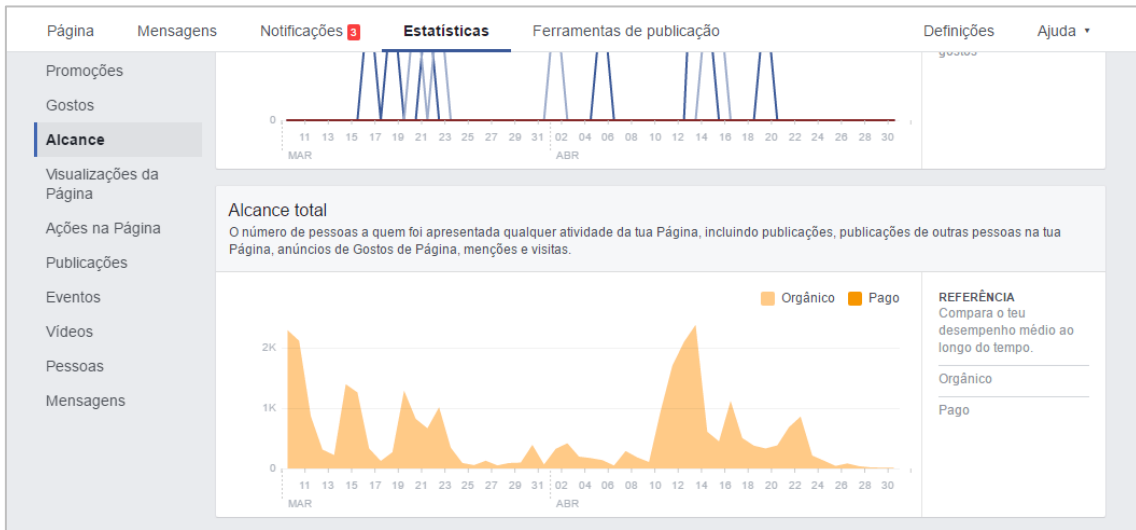 Página Mensagens Notificações 3 Estatísticas Ferramentas de publicação Definições Ajuda
Promoções
Gostos
Alcance
Visualizações da
Página
Ações na Página
Publicações
Eventos
Vídeos
Pessoas
Mensagens
gostos
0
11 13 15 17 19 21 23 25 27 29 31 02 04 06 08 10 12 14 16 18 20 22 24 26 28 30
MAR ABR
Alcance total
O número de pessoas a quem foi apresentada qualquer atividade da tua Página, incluindo publicações, publicações de outras pessoas na tua
Página, anúncios de Gostos de Página, menções e visitas.
Orgânico Pago
2K
1K
0
11 13 15 17 19 21 23 25 27 29 31 02 04 06 08 10 12 14 16 18 20 22 24 26 28 30
MAR ABR
REFERÊNCIA
Compara o teu
desempenho médio ao
longo do tempo.
Orgânico
Pago